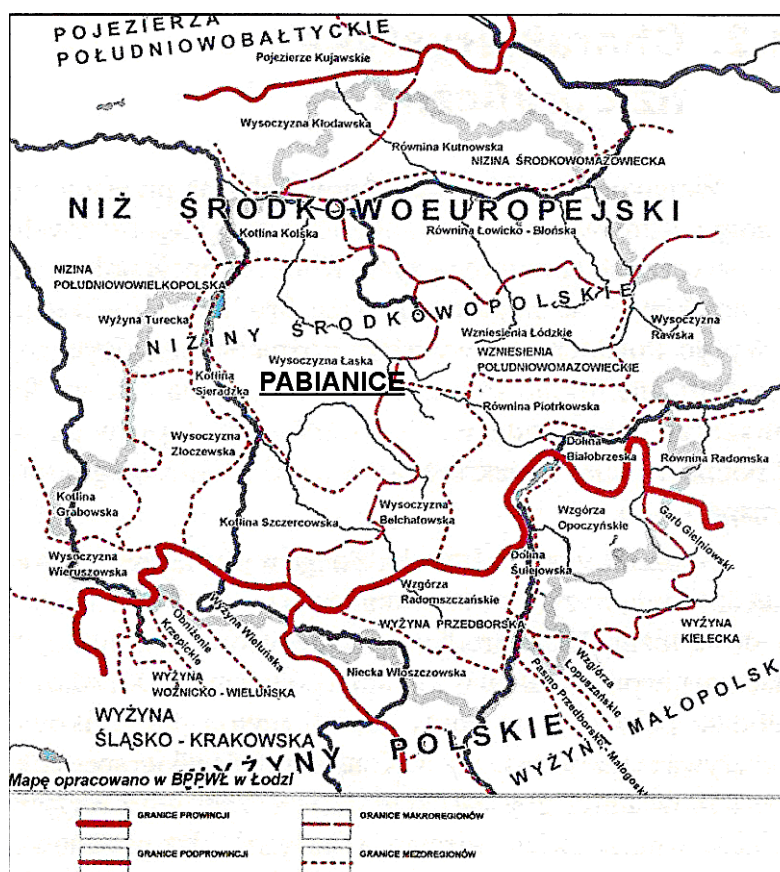 POJEZIERZA
POŁUDNIOWOBAŁTYCKIE
Pojezierze Kujawskie
Wysoczyzna Kłodawska
Równina Kutnowska
NIZINA ŚRODKOWOMAZOWIECKA
NIŻ ŚRODKOWOEUROPEJSKI
Kotlina Kolska
Równina Łowicko - Błońska
NIZINA
POŁUDNIOWOWIELKOPOLSKA
Wyżyna Turecka
NIZINY ŚRODKOWOPOLSKIE
Wzniesienia Łódzkie
Wysoczyzna
Rawska
WZNIESIENIA
POŁUDNIOWOMAZOWIECKIE
Wysoczyzna Łaska
PABIANICE
Kotlina
Sieradzka
Równina Piotrkowska
Wysoczyzna
Złoczewska
Dolina
Białobrzeska
Równina Radomska
Kotlina
Grabowska
Kotlina Szczercowska
Wysoczyzna
Bełchatowska
Wzgórza
Opoczyńskie
Garb Gielniowski
Wysoczyzna
Wieruszowska
Dolina
Sulejowska
Wzgórza
Radomszczańskie
WYŻYNA PRZEDBORSKA
WYŻYNA
KIELECKA
Obniżenie
Krzepickie
Wyżyna Wieluńska
WYŻYNA
WOŹNICKO - WIELUŃSKA
Niecka Włoszczowska
Wzgórza
Łopuszańskie
Pasmo Przedborsko - Małogoskie
WYŻYNA
ŚLĄSKO - KRAKOWSKA
WYŻYNY POLSKIE
WYŻYNA MAŁOPOLSK
Mapę opracowano w BPPWŁ w Łodzi
GRANICE PROWINCJI
GRANICE MAKROREGIONÓW
GRANICE PODPROWINCJI
GRANICE MEZOREGIONÓW